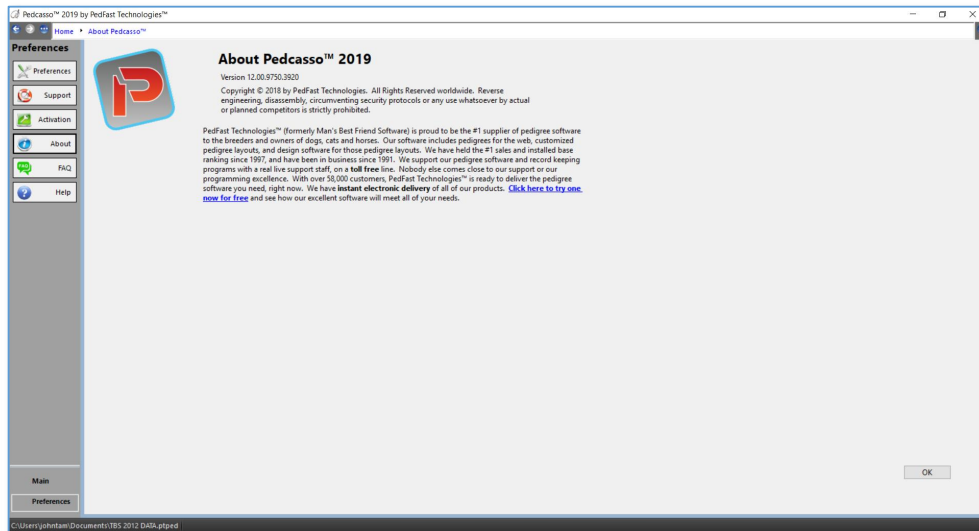 Pedcasso™ 2019 by PedFast Technologies™
Home
About Pedcasso™
Preferences
Preferences
Support
Activation
About
FAQ
FAQ
Help
About Pedcasso™ 2019
Version 12.00.9750.3920
Copyright © 2018 by PedFast Technologies. All Rights Reserved worldwide. Reverse
engineering, disassembly, circumventing security protocols or any use whatsoever by actual
or planned competitors is strictly prohibited.
PedFast Technologies™ (formerly Man's Best Friend Software) is proud to be the #1 supplier of pedigree software
to the breeders and customers of dogs, cats and horses. Our software includes pedigrees for the web, customized
pedigree layouts, and design software for those pedigree layouts. We have held the #1 sales and installed base
ranking since 1997, and have been in business since 1991. We support our pedigree software and record keeping
programs with a real live support staff, on a toll free line. Nobody else comes close to our support or our
programming excellence. With over 58,000 customers, PedFast Technologies™ is ready to deliver the pedigree
software you need, right now. We have instant electronic delivery of all of our products. Click here to try one
now for free and see how our excellent software will meet all of your needs.
OK
Main
Preferences
C:\Users\johntam\Documents\TBS 2012 DATA.ptped